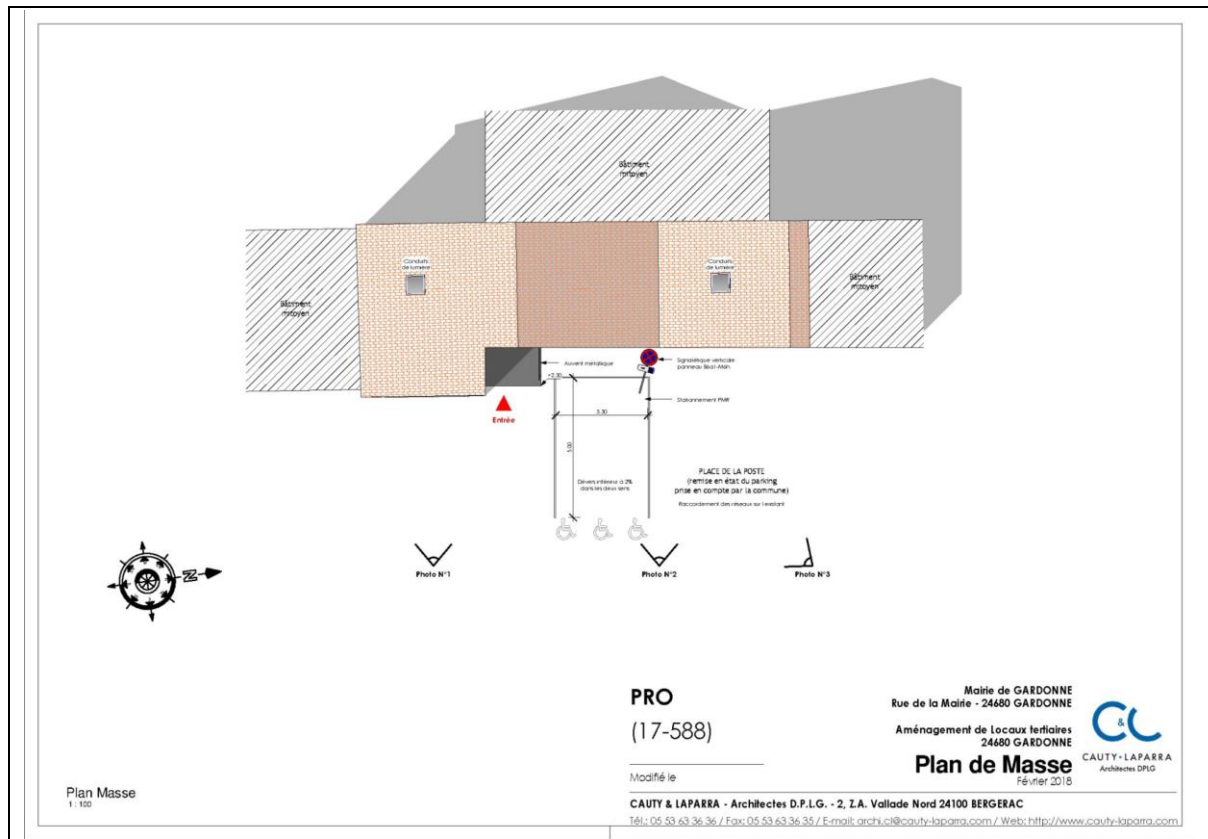 Bâtiment
mitoyen
Conduits
de lumière
Conduits
de lumière
Bâtiment
mitoyen
Bâtiment
mitoyen
Auvent métallique
Signalétique verticale
+2.30
Stationnement PMR
Entrée
3.30
5.00
PLACE DE LA POSTE
(remise en état du parking
prise en compte par la commune)
Raccordement des réseaux sur l'existant
Dévers inférieur à 2%
dans les deux sens
Photo N°1
Photo N°2
Photo N°3
N
PRO
(17-588)
Modifié le
Mairie de GARDONNE
Rue de la Mairie - 24680 GARDONNE
Aménagement de Locaux tertiaires
24680 GARDONNE
Plan de Masse
Février 2018
C&L
CAUTY • LAPARRA
Architectes DPLG
Plan Masse
1 : 100
CAUTY & LAPARRA - Architectes D.P.L.G. - 2, Z.A. Vallade Nord 24100 BERGERAC
Tél.: 05 53 63 36 36 / Fax: 05 53 63 36 35 / E-mail: archi.cl@cauty-laparra.com / Web: http://www.cauty-laparra.com